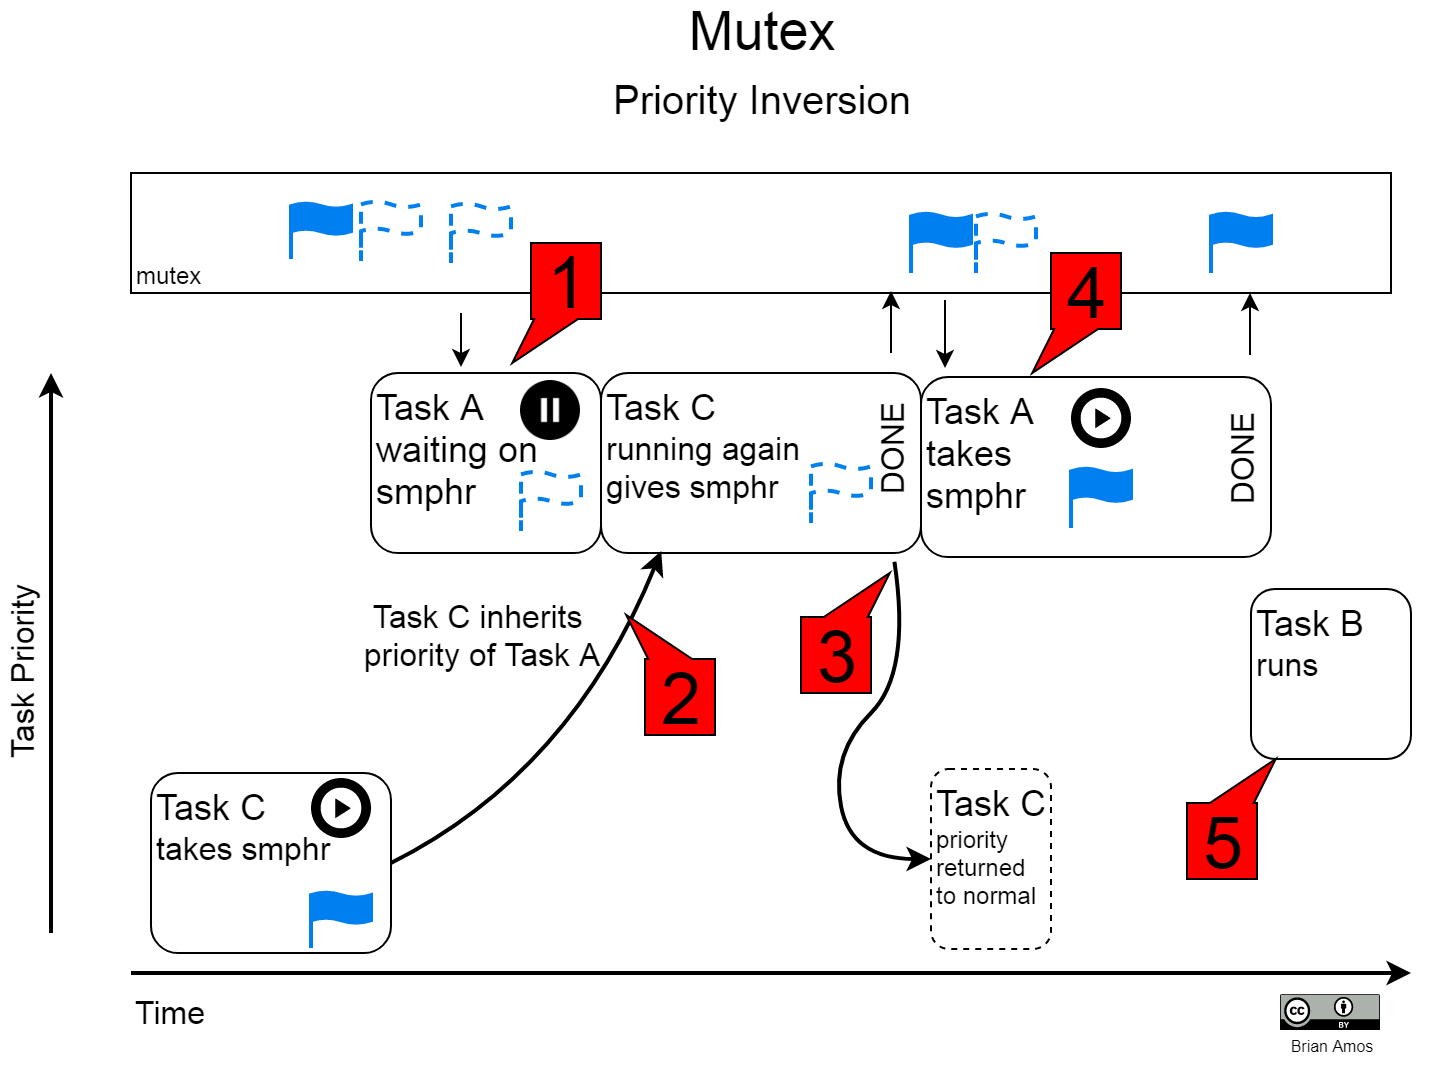 Mutex
Priority Inversion
mutex
1
4
Task A
waiting on
smphr
Task C
running again
gives smphr
DONE
Task A
takes
smphr
DONE
Task C inherits
priority of Task A
2
3
Task B
runs
Task Priority
Task C
takes smphr
Task C
priority
returned
to normal
5
Time
cc
BY
Brian Amos